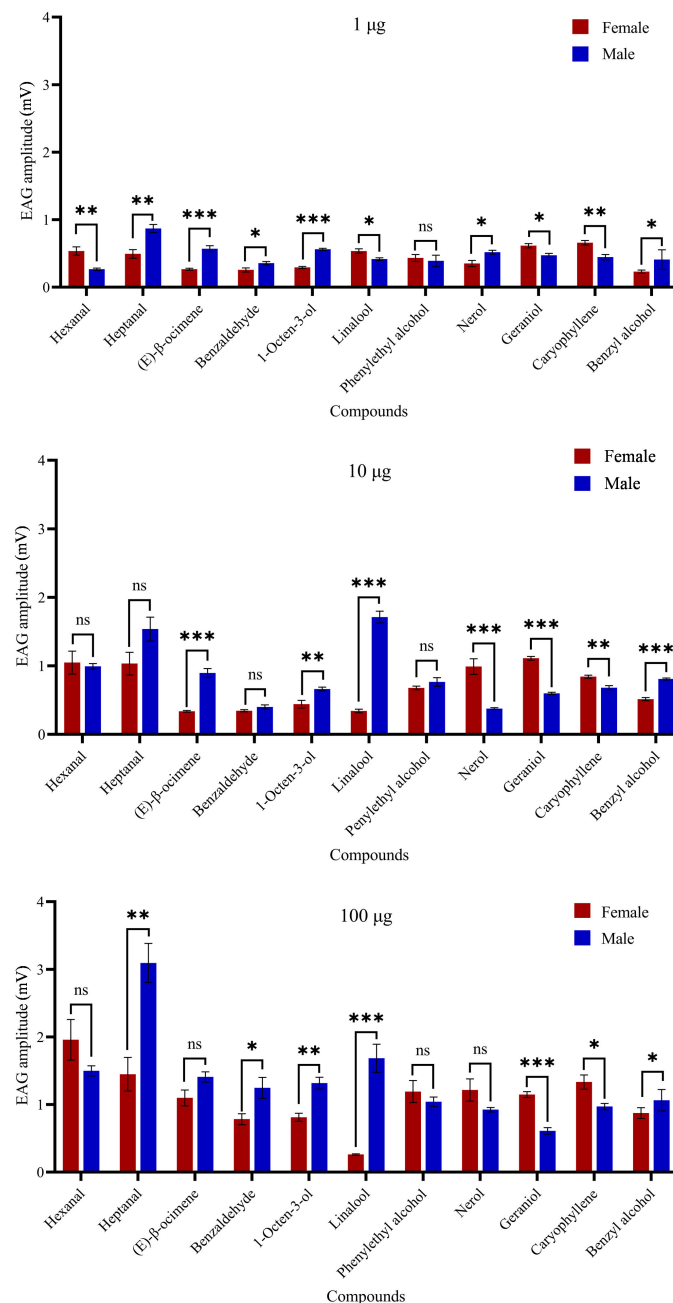 1 μg
Female
Male
EAG amplitude (mV)
4
3
2
1
0
**
**
***
*
***
*
ns
*
*
**
*
Hexanal
Heptanal
(E)-β-ocimene
Benzaldehyde
1-Octen-3-ol
Linalool
Phenylethyl alcohol
Nerol
Geraniol
Caryophyllene
Benzyl alcohol
Compounds
10 μg
Female
Male
EAG amplitude (mV)
4
3
2
1
0
ns
ns
***
ns
**
***
ns
***
***
**
***
Hexanal
Heptanal
(E)-β-ocimene
Benzaldehyde
1-Octen-3-ol
Linalool
Penylethyl alcohol
Nerol
Geraniol
Caryophyllene
Benzyl alcohol
Compounds
100 μg
Female
Male
EAG amplitude (mV)
4
3
2
1
0
ns
**
ns
*
**
***
ns
ns
***
*
*
Hexanal
Heptanal
(E)-β-ocimene
Benzaldehyde
1-Octen-3-ol
Linalool
Phenylethyl alcohol
Nerol
Geraniol
Caryophyllene
Benzyl alcohol
Compounds